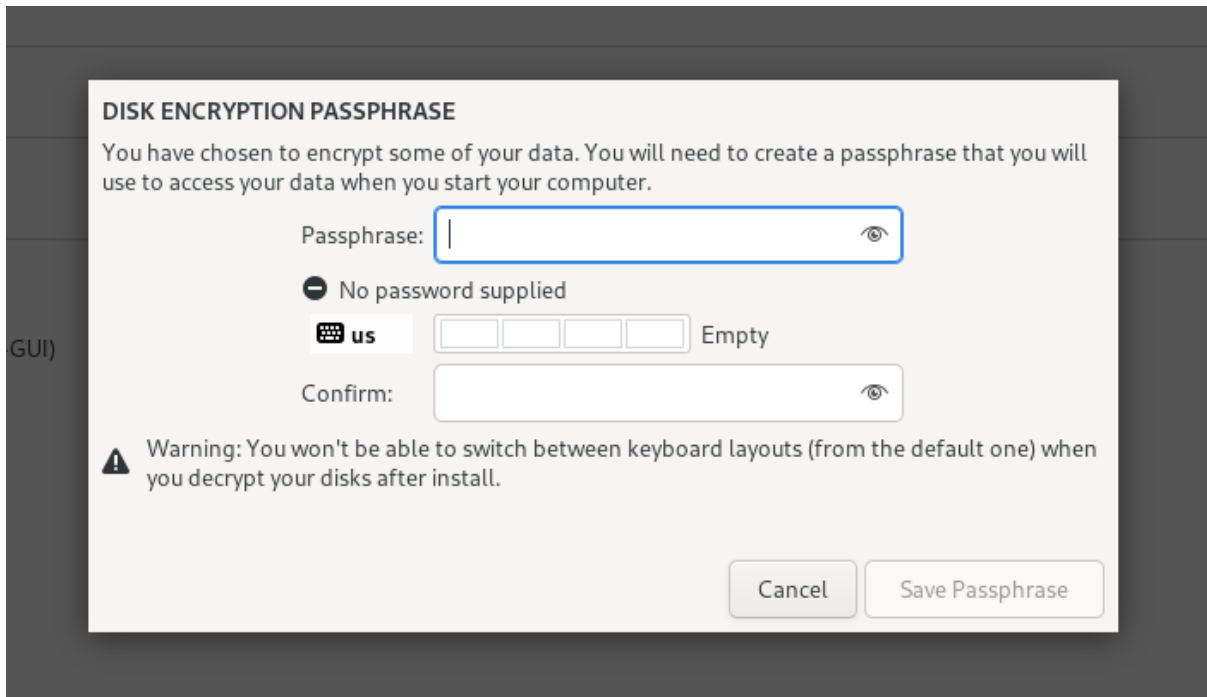 DISK ENCRYPTION PASSPHRASE
You have chosen to encrypt some of your data. You will need to create a passphrase that you will
use to access your data when you start your computer.
Passphrase:
No password supplied
us
Empty
Confirm:
GUI)
Warning: You won't be able to switch between keyboard layouts (from the default one) when
you decrypt your disks after install.
Cancel
Save Passphrase